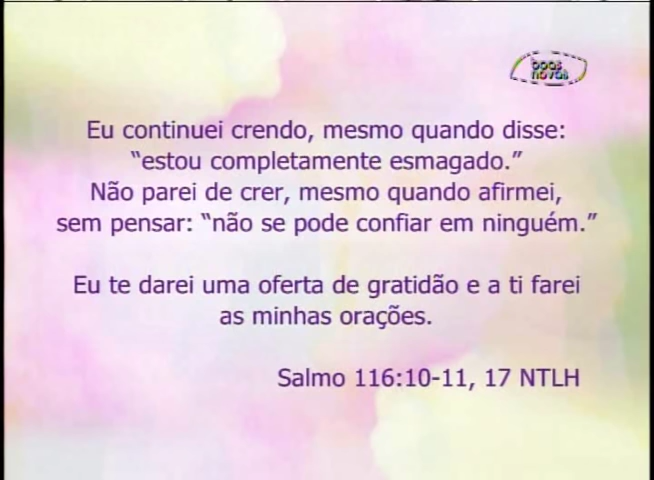 boas
novas
Eu continuei crendo, mesmo quando disse:
“estou completamente esmagado.”
Não parei de crer, mesmo quando afirmei,
sem pensar: “não se pode confiar em ninguém.”
Eu te darei uma oferta de gratidão e a ti farei
as minhas orações.
Salmo 116:10-11, 17 NTLH